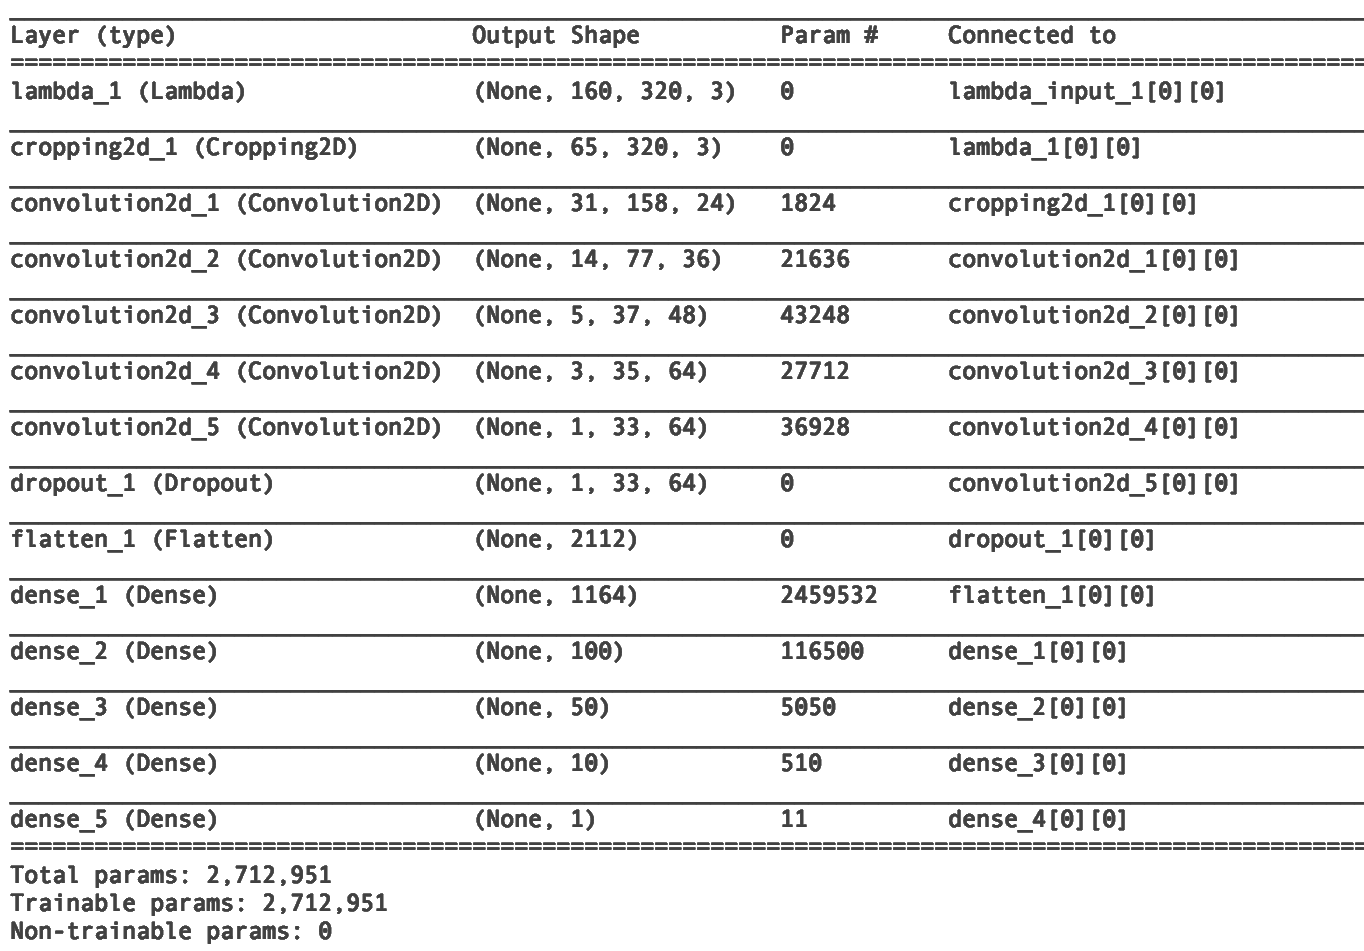 Layer (type) Output Shape Param # Connected to
lambda_1 (Lambda) (None, 160, 320, 3) 0 lambda_input_1[0][0]
cropping2d_1 (Cropping2D) (None, 65, 320, 3) 0 lambda_1[0][0]
convolution2d_1 (Convolution2D) (None, 31, 158, 24) 1824 cropping2d_1[0][0]
convolution2d_2 (Convolution2D) (None, 14, 77, 36) 21636 convolution2d_1[0][0]
convolution2d_3 (Convolution2D) (None, 5, 37, 48) 43248 convolution2d_2[0][0]
convolution2d_4 (Convolution2D) (None, 3, 35, 64) 27712 convolution2d_3[0][0]
convolution2d_5 (Convolution2D) (None, 1, 33, 64) 36928 convolution2d_4[0][0]
dropout_1 (Dropout) (None, 1, 33, 64) 0 convolution2d_5[0][0]
flatten_1 (Flatten) (None, 2112) 0 dropout_1[0][0]
dense_1 (Dense) (None, 1164) 2459532 flatten_1[0][0]
dense_2 (Dense) (None, 100) 116500 dense_1[0][0]
dense_3 (Dense) (None, 50) 5050 dense_2[0][0]
dense_4 (Dense) (None, 10) 510 dense_3[0][0]
dense_5 (Dense) (None, 1) 11 dense_4[0][0]
Total params: 2,712,951
Trainable params: 2,712,951
Non-trainable params: 0